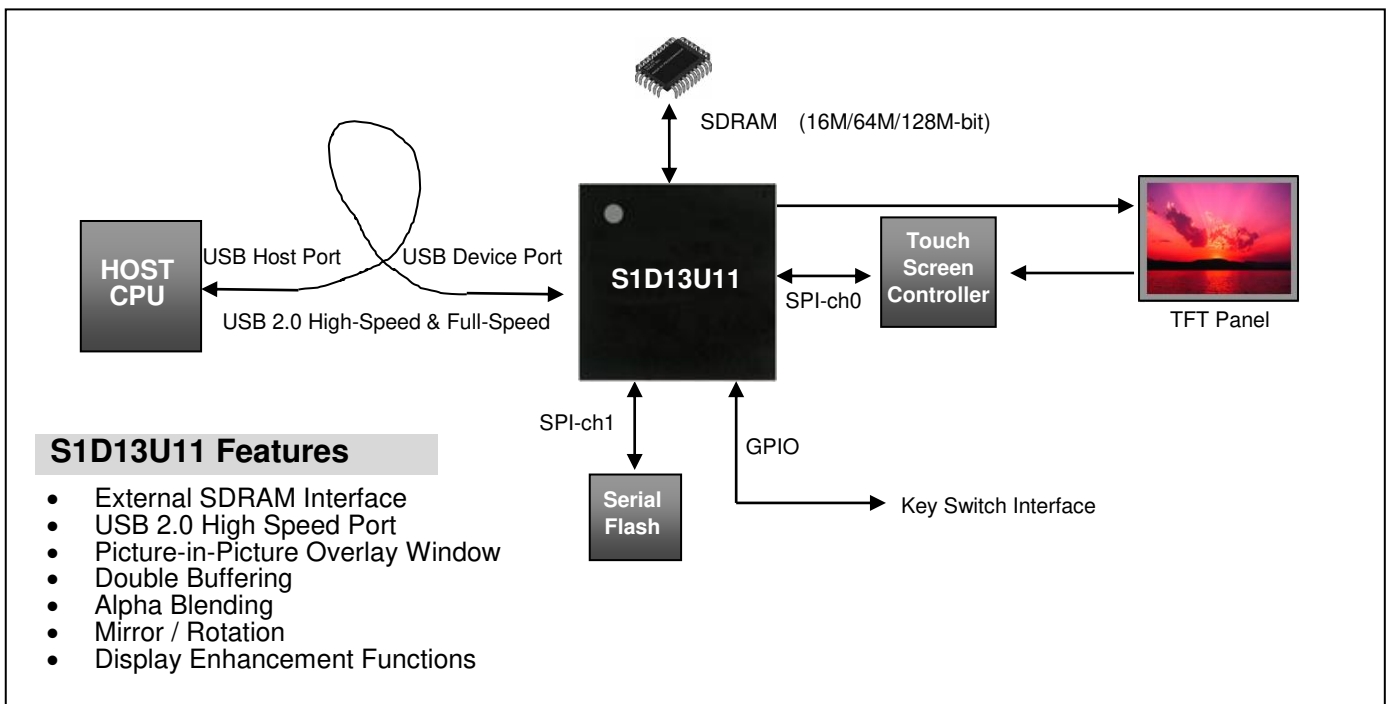 SDRAM (16M/64M/128M-bit)
HOST
CPU
USB Host Port
USB Device Port
USB 2.0 High-Speed & Full-Speed
S1D13U11
SPI-ch0
Touch
Screen
Controller
TFT Panel
SPI-ch1
GPIO
Serial
Flash
Key Switch Interface
S1D13U11 Features
• External SDRAM Interface
• USB 2.0 High Speed Port
• Picture-in-Picture Overlay Window
• Double Buffering
• Alpha Blending
• Mirror / Rotation
• Display Enhancement Functions